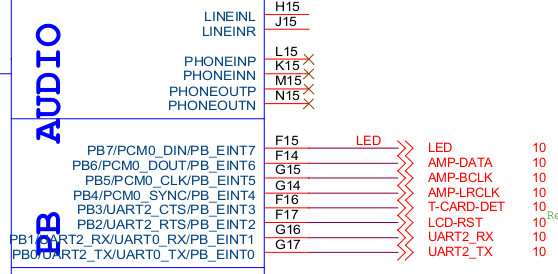 LINEINL H15
LINEINR J15
AUDIO
PHONEINP L15
PHONEINN K15
PHONEOUTP M15
PHONEOUTN N15
PB
PB7/PCM0_DIN/PB_EINT7 F15 LED LED 10
PB6/PCM0_DOUT/PB_EINT6 F14 AMP-DATA 10
PB5/PCM0_CLK/PB_EINT5 G15 AMP-BCLK 10
PB4/PCM0_SYNC/PB_EINT4 G14 AMP-LRCLK 10
PB3/UART2_CTS/PB_EINT3 F16 T-CARD-DET 10
PB2/UART2_RTS/PB_EINT2 F17 LCD-RST 10 Re
PB1/UART2_RX/UART0_RX/PB_EINT1 G16 UART2_RX 10
PB0/UART2_TX/UART0_TX/PB_EINT0 G17 UART2_TX 10